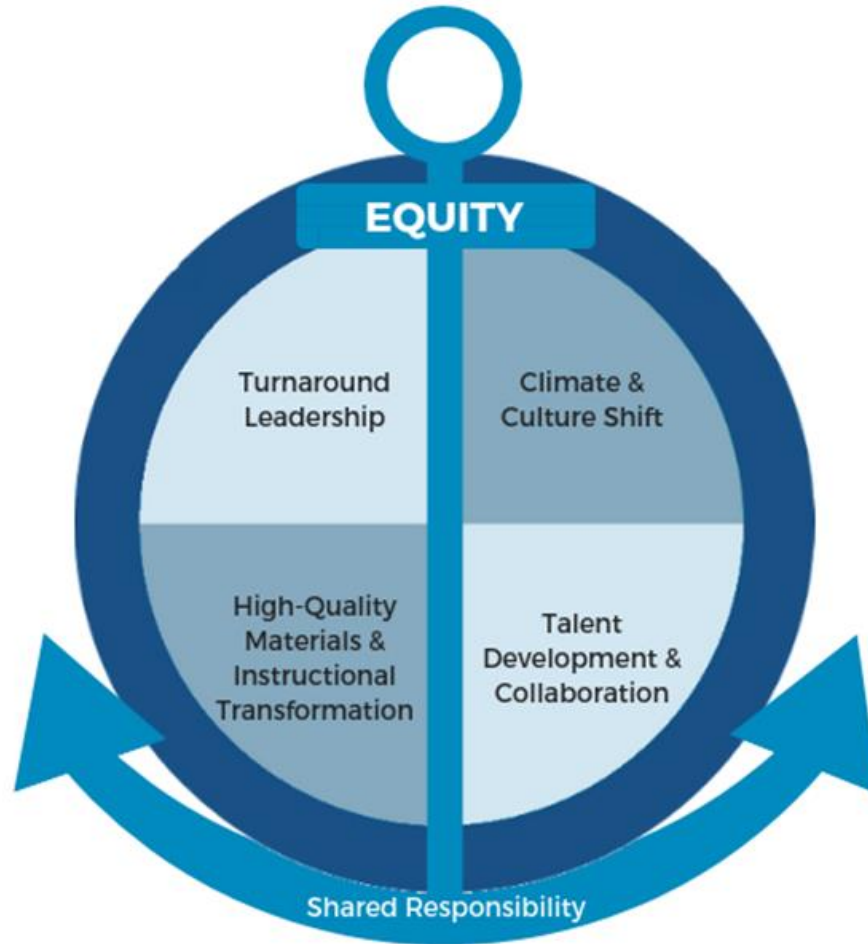 EQUITY
Turnaround
Leadership
Climate &
Culture Shift
High-Quality
Materials &
Instructional
Transformation
Talent
Development &
Collaboration
Shared Responsibility